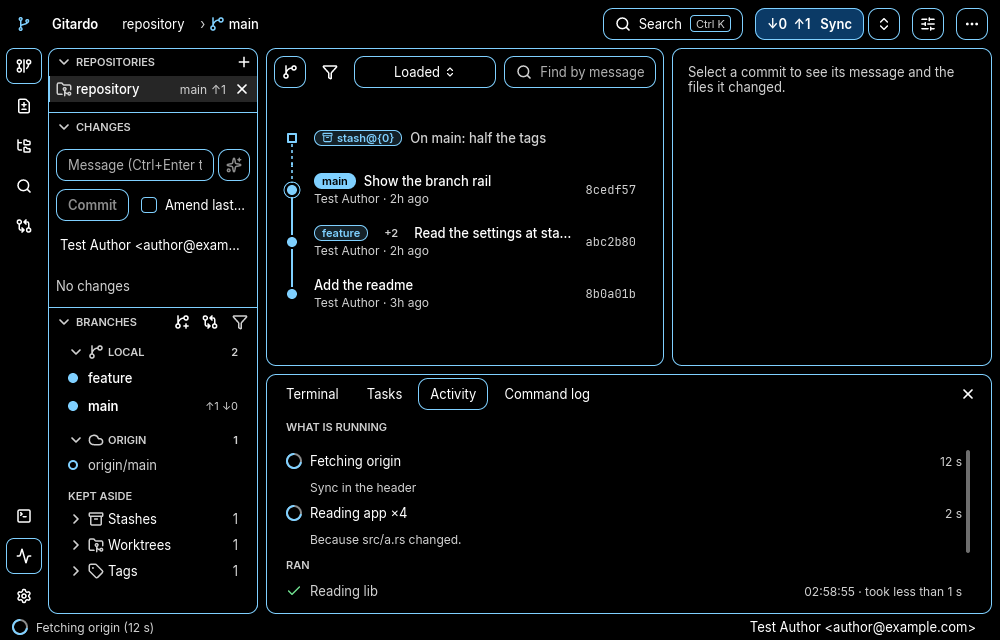 Gitardo repository › main Search Ctrl K ↓0 ↑1 Sync
REPOSITORIES
repository main ↑1
CHANGES
Message (Ctrl+Enter t
Commit Amend last...
Test Author <author@exam...
No changes
BRANCHES
LOCAL 2
feature
main ↑1 ↓0
ORIGIN 1
origin/main
KEPT ASIDE
Stashes 1
Worktrees 1
Tags 1
Loaded Find by message
stash@{0} On main: half the tags
main Show the branch rail
Test Author · 2h ago 8cedf57
feature +2 Read the settings at sta...
Test Author · 2h ago abc2b80
Add the readme
Test Author · 3h ago 8b0a01b
Select a commit to see its message and the
files it changed.
Terminal Tasks Activity Command log
WHAT IS RUNNING
Fetching origin 12 s
Sync in the header
Reading app ×4 2 s
Because src/a.rs changed.
RAN
Reading lib 02:58:55 · took less than 1 s
Fetching origin (12 s) Test Author <author@example.com>